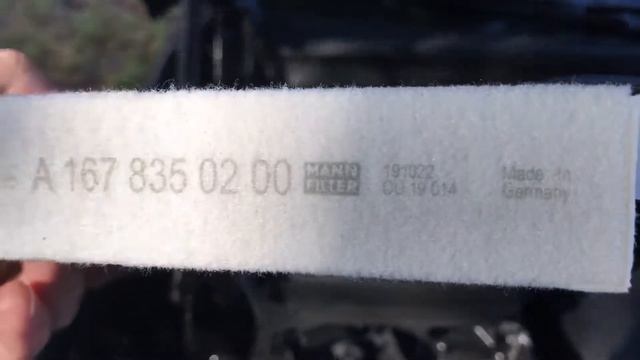 A 167 835 02 00
MANN
FILTER
191022
CU 19 014
Made in
Germany